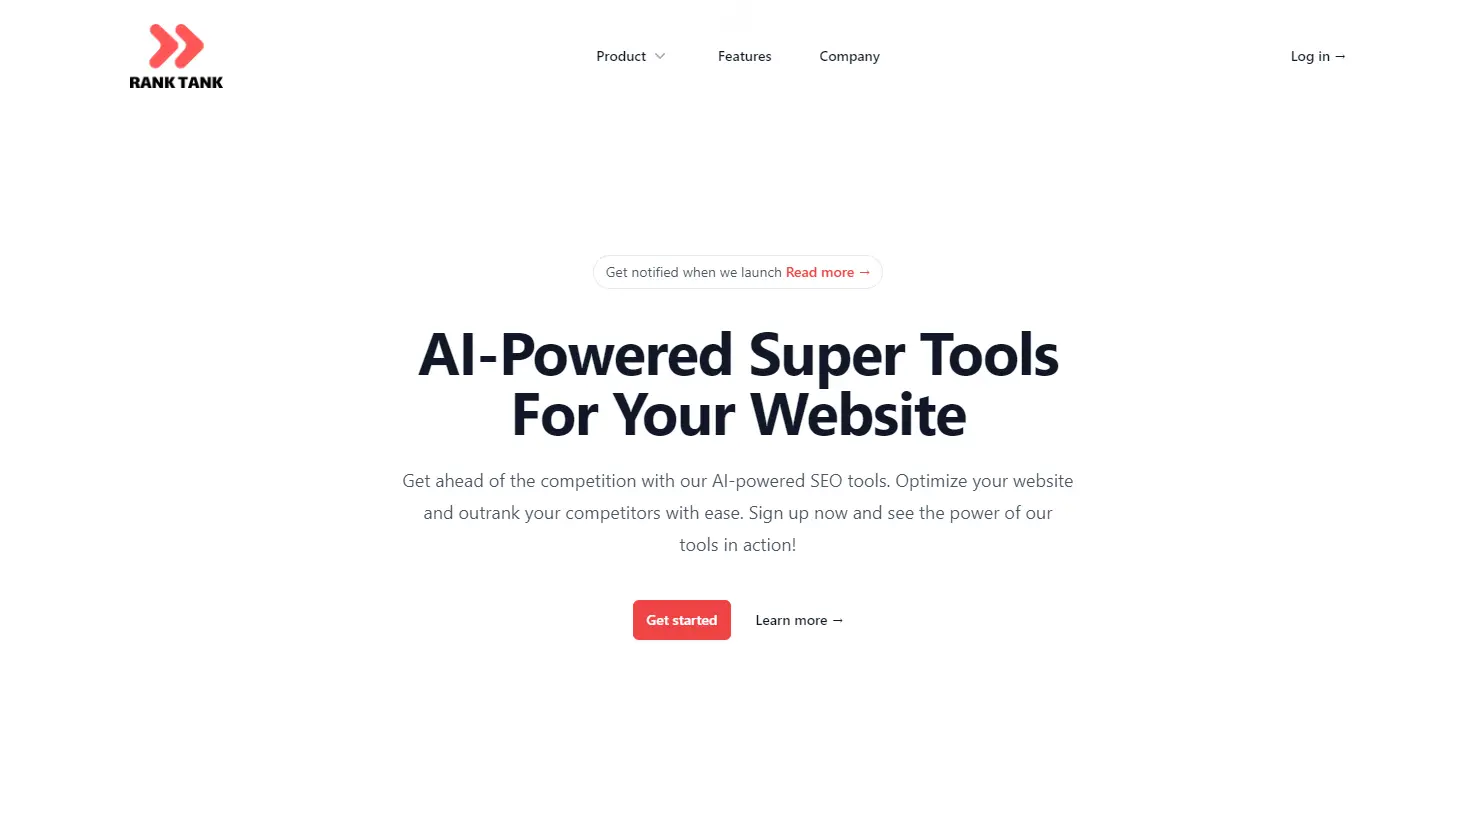 RANK TANK
Product
Features
Company
Log in →
Get notified when we launch Read more →
AI-Powered Super Tools
For Your Website
Get ahead of the competition with our AI-powered SEO tools. Optimize your website
and outrank your competitors with ease. Sign up now and see the power of our
tools in action!
Get started
Learn more →